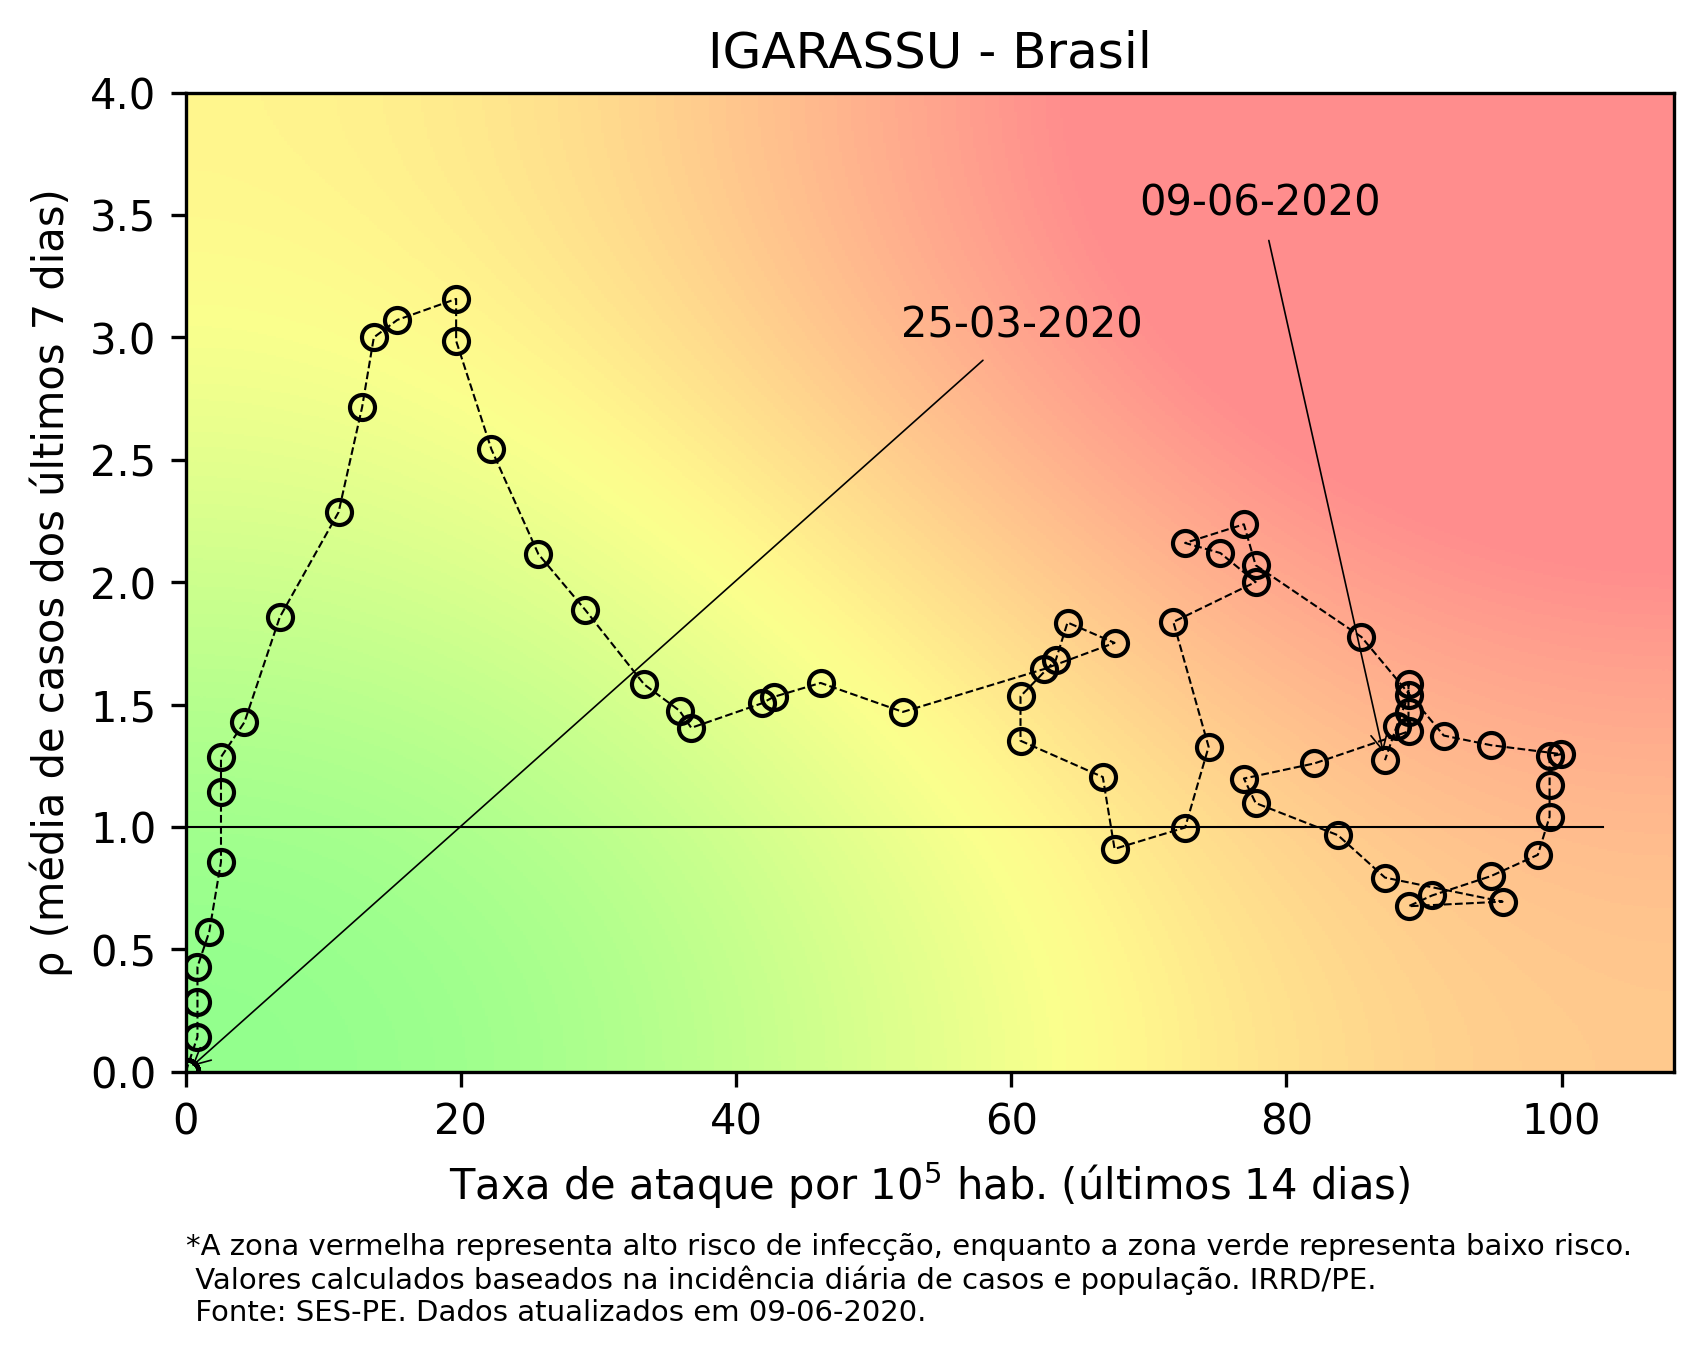 IGARASSU - Brasil
4.0
3.5
3.0
2.5
2.0
1.5
1.0
0.5
0.0
ρ (média de casos dos últimos 7 dias)
09-06-2020
25-03-2020
0 20 40 60 80 100
Taxa de ataque por 10⁵ hab. (últimos 14 dias)
*A zona vermelha representa alto risco de infecção, enquanto a zona verde representa baixo risco.
Valores calculados baseados na incidência diária de casos e população. IRRD/PE.
Fonte: SES-PE. Dados atualizados em 09-06-2020.